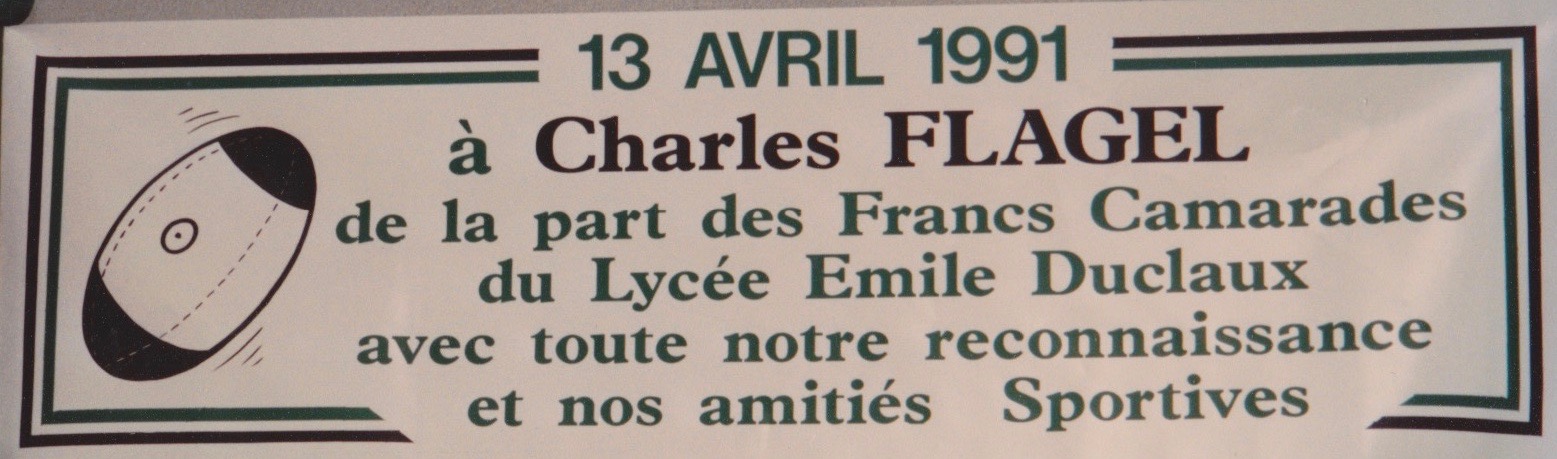 13 AVRIL 1991
à Charles FLAGEL
de la part des Francs Camarades
du Lycée Emile Duclaux
avec toute notre reconnaissance
et nos amitiés Sportives